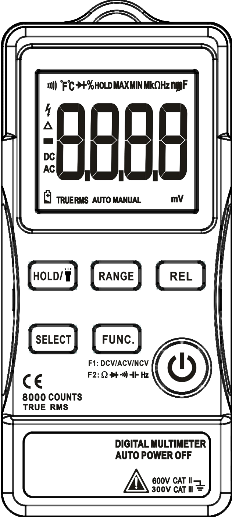 °F℃ % HOLD MAX MIN MkΩHz nmF
8.8.8.8
DC
AC
TRUE RMS AUTO MANUAL mV
HOLD/ RANGE REL
SELECT FUNC.
F1: DCV/ACV/NCV
F2: Ω Hz
CE
8000 COUNTS
TRUE RMS
DIGITAL MULTIMETER
AUTO POWER OFF
600V CAT II
300V CAT III